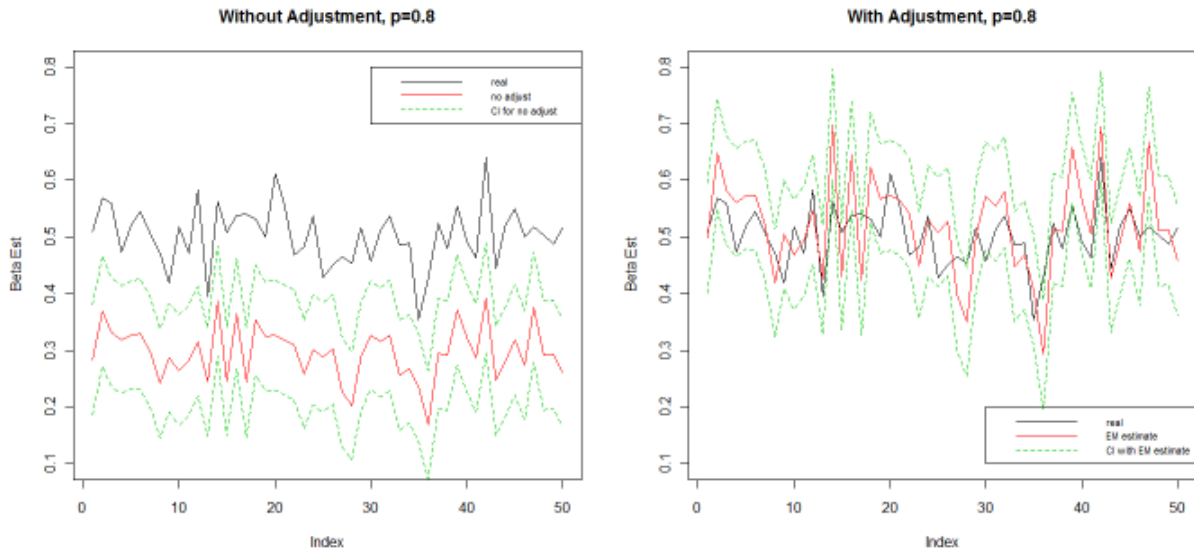 Without Adjustment, p=0.8
Beta Est
0.8
0.7
0.6
0.5
0.4
0.3
0.2
0.1
real
no adjust
CI for no adjust
0 10 20 30 40 50
Index
With Adjustment, p=0.8
Beta Est
0.8
0.7
0.6
0.5
0.4
0.3
0.2
0.1
real
EM estimate
CI with EM estimate
0 10 20 30 40 50
Index